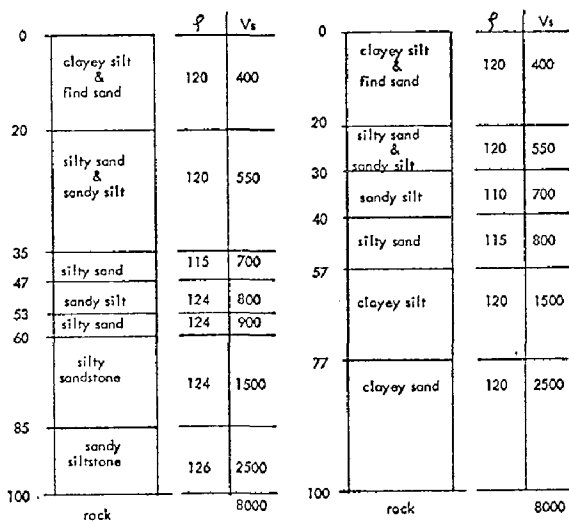 ρ Vs
0
clayey silt
&
find sand
120 400
20
silty sand
&
sandy silt
120 550
35
silty sand
115 700
47
sandy silt
124 800
53
silty sand
124 900
60
silty
sandstone
124 1500
85
sandy
siltstone
126 2500
100
rock
8000
ρ Vs
0
clayey silt
&
find sand
120 400
20
silty sand
&
sandy silt
120 550
30
sandy silt
110 700
40
silty sand
115 800
57
clayey silt
120 1500
77
clayey sand
120 2500
100
rock
8000